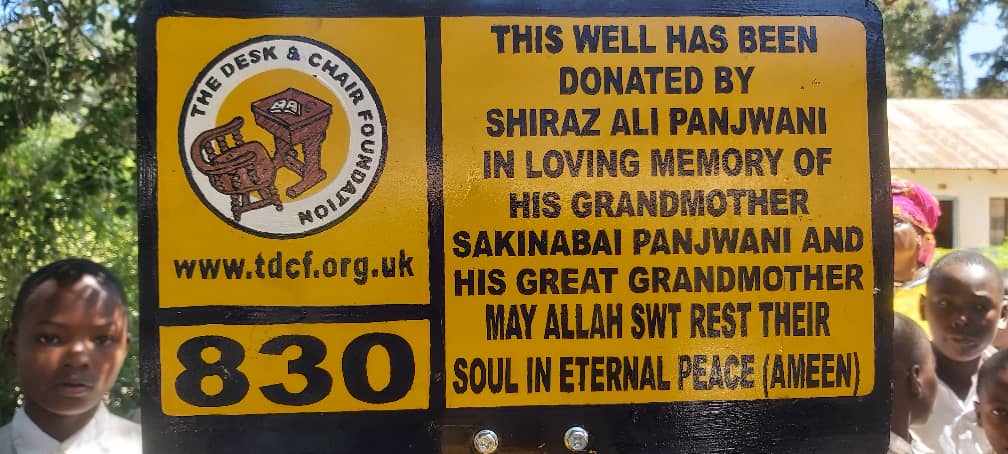 THE DESK & CHAIR FOUNDATION
www.tdcf.org.uk
830
THIS WELL HAS BEEN
DONATED BY
SHIRAZ ALI PANJWANI
IN LOVING MEMORY OF
HIS GRANDMOTHER
SAKINABAI PANJWANI AND
HIS GREAT GRANDMOTHER
MAY ALLAH SWT REST THEIR
SOUL IN ETERNAL PEACE (AMEEN)